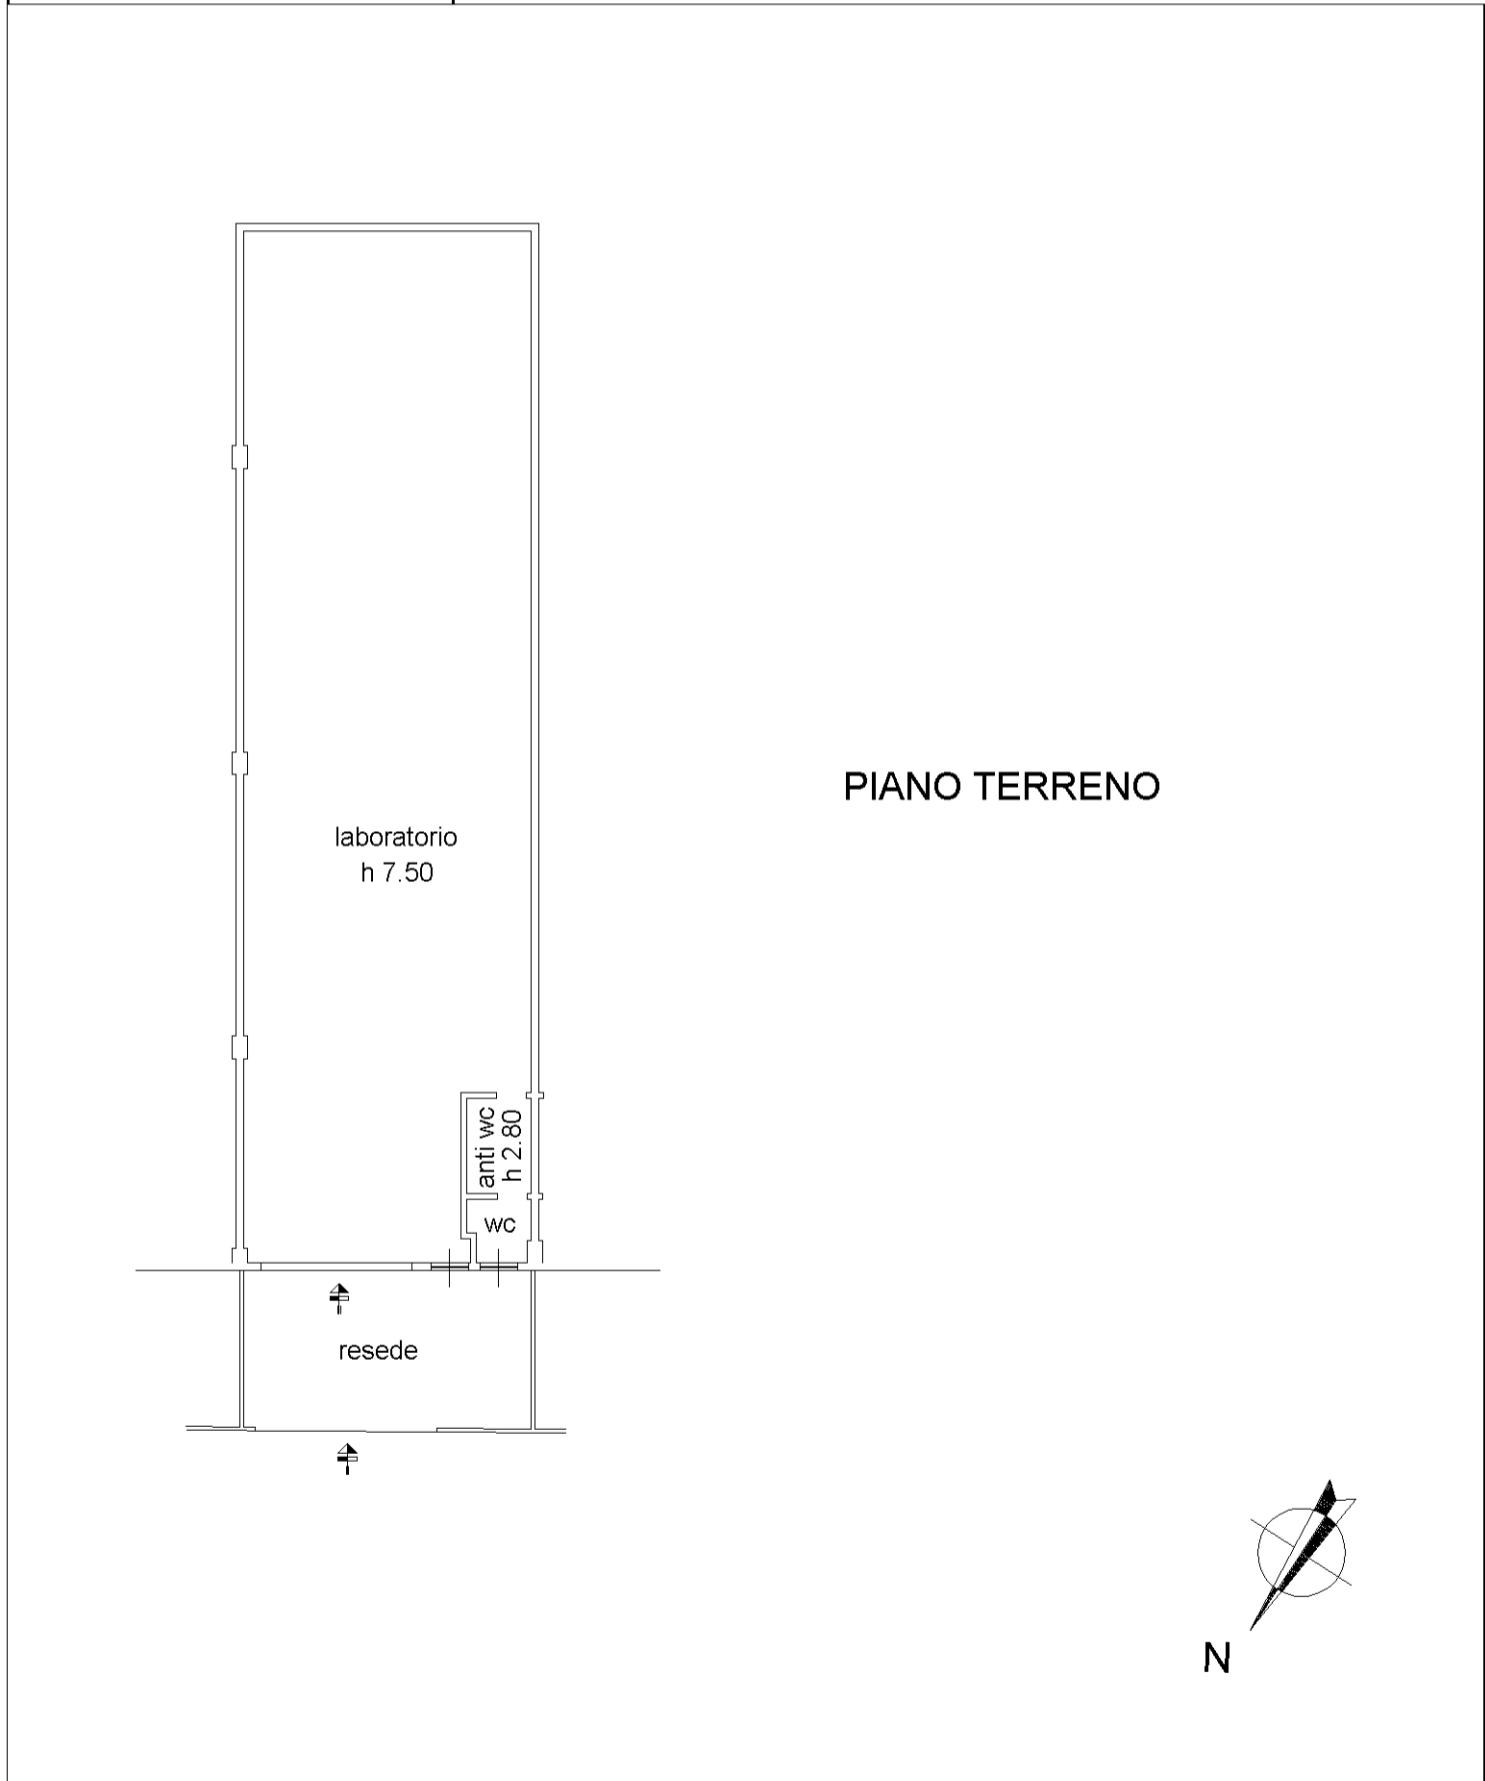 PIANO TERRENO
laboratorio
h 7.50
anti wc
h 2.80
wc
resede
N